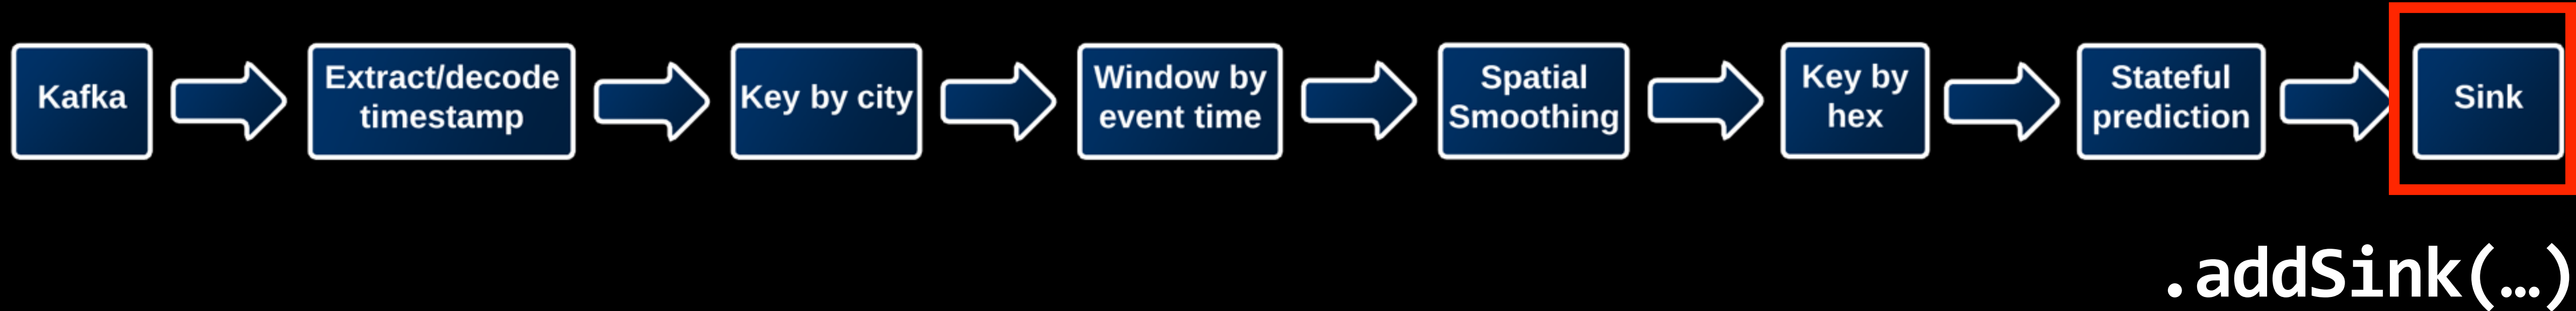 Kafka
Extract/decode
timestamp
Key by city
Window by
event time
Spatial
Smoothing
Key by
hex
Stateful
prediction
Sink
.addSink(…)